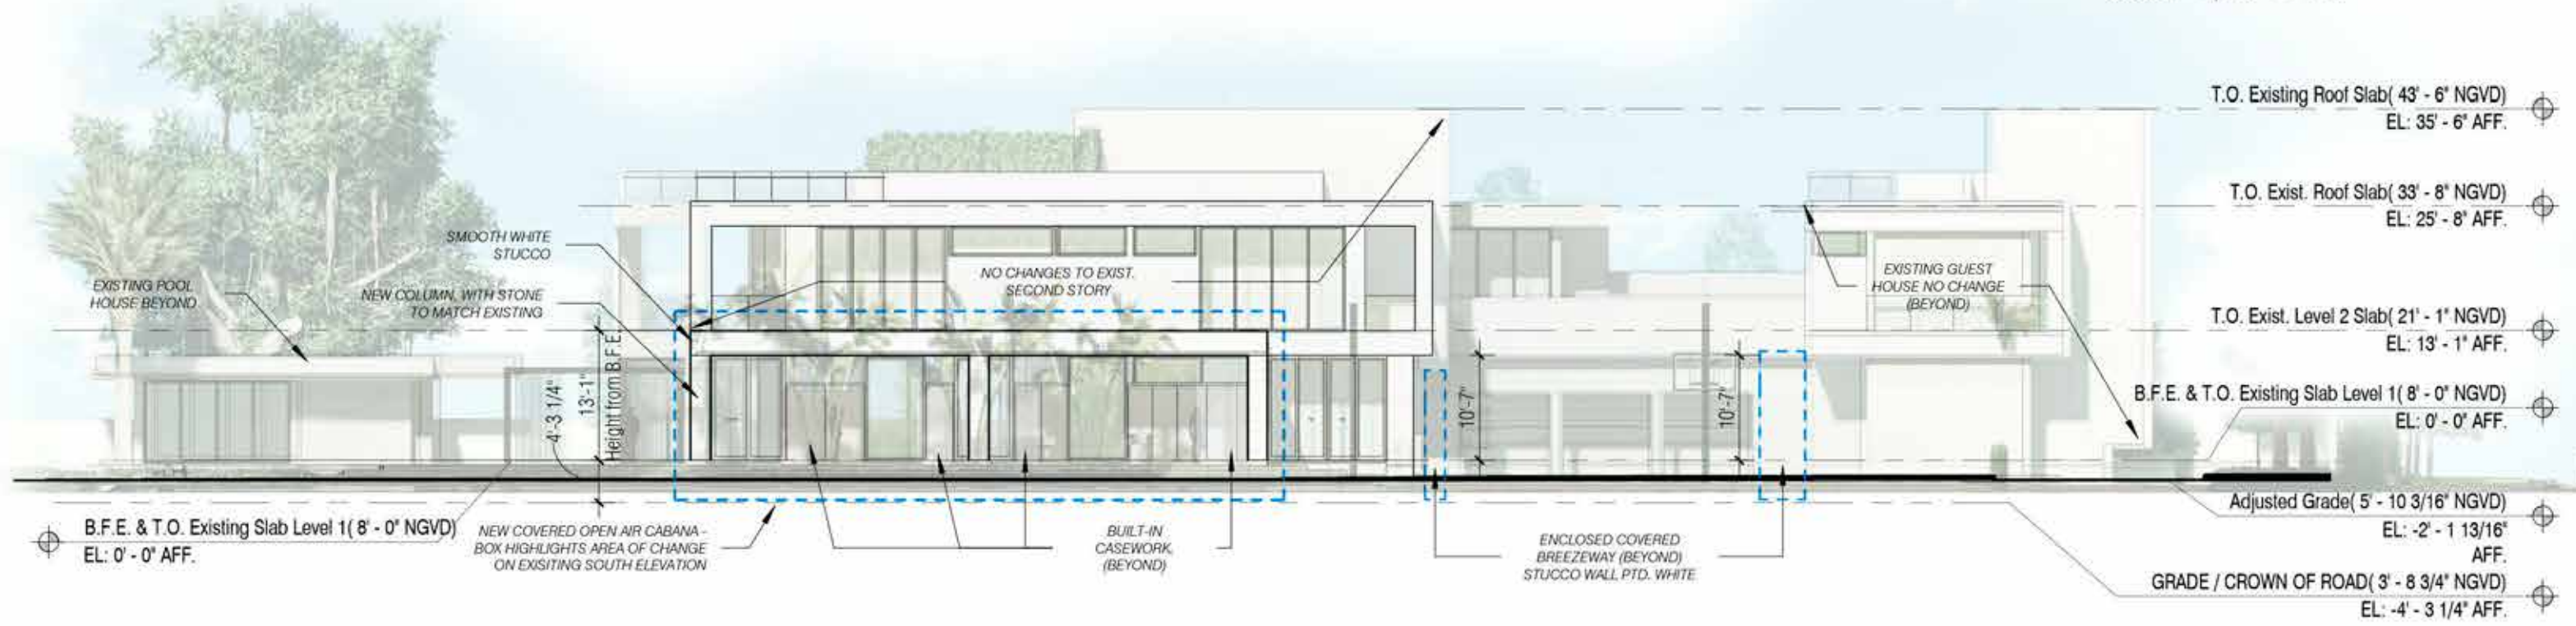 T.O. Existing Roof Slab( 43' - 6" NGVD)
EL: 35' - 6" AFF.
T.O. Exist. Roof Slab( 33' - 8" NGVD)
EL: 25' - 8" AFF.
SMOOTH WHITE
STUCCO
EXISTING POOL
HOUSE BEYOND
NEW COLUMN, WITH STONE
TO MATCH EXISTING
NO CHANGES TO EXIST.
SECOND STORY
EXISTING GUEST
HOUSE NO CHANGE
(BEYOND)
T.O. Exist. Level 2 Slab( 21' - 1" NGVD)
EL: 13' - 1" AFF.
4'-3 1/4"
13'-1"
Height from B.F.E.
10'-7"
10'-7"
B.F.E. & T.O. Existing Slab Level 1( 8' - 0" NGVD)
EL: 0' - 0" AFF.
B.F.E. & T.O. Existing Slab Level 1( 8' - 0" NGVD)
EL: 0' - 0" AFF.
NEW COVERED OPEN AIR CABANA -
BOX HIGHLIGHTS AREA OF CHANGE
ON EXISITING SOUTH ELEVATION
BUILT-IN
CASEWORK,
(BEYOND)
ENCLOSED COVERED
BREEZEWAY (BEYOND)
STUCCO WALL PTD. WHITE
Adjusted Grade( 5' - 10 3/16" NGVD)
EL: -2' - 1 13/16"
AFF.
GRADE / CROWN OF ROAD( 3' - 8 3/4" NGVD)
EL: -4' - 3 1/4" AFF.